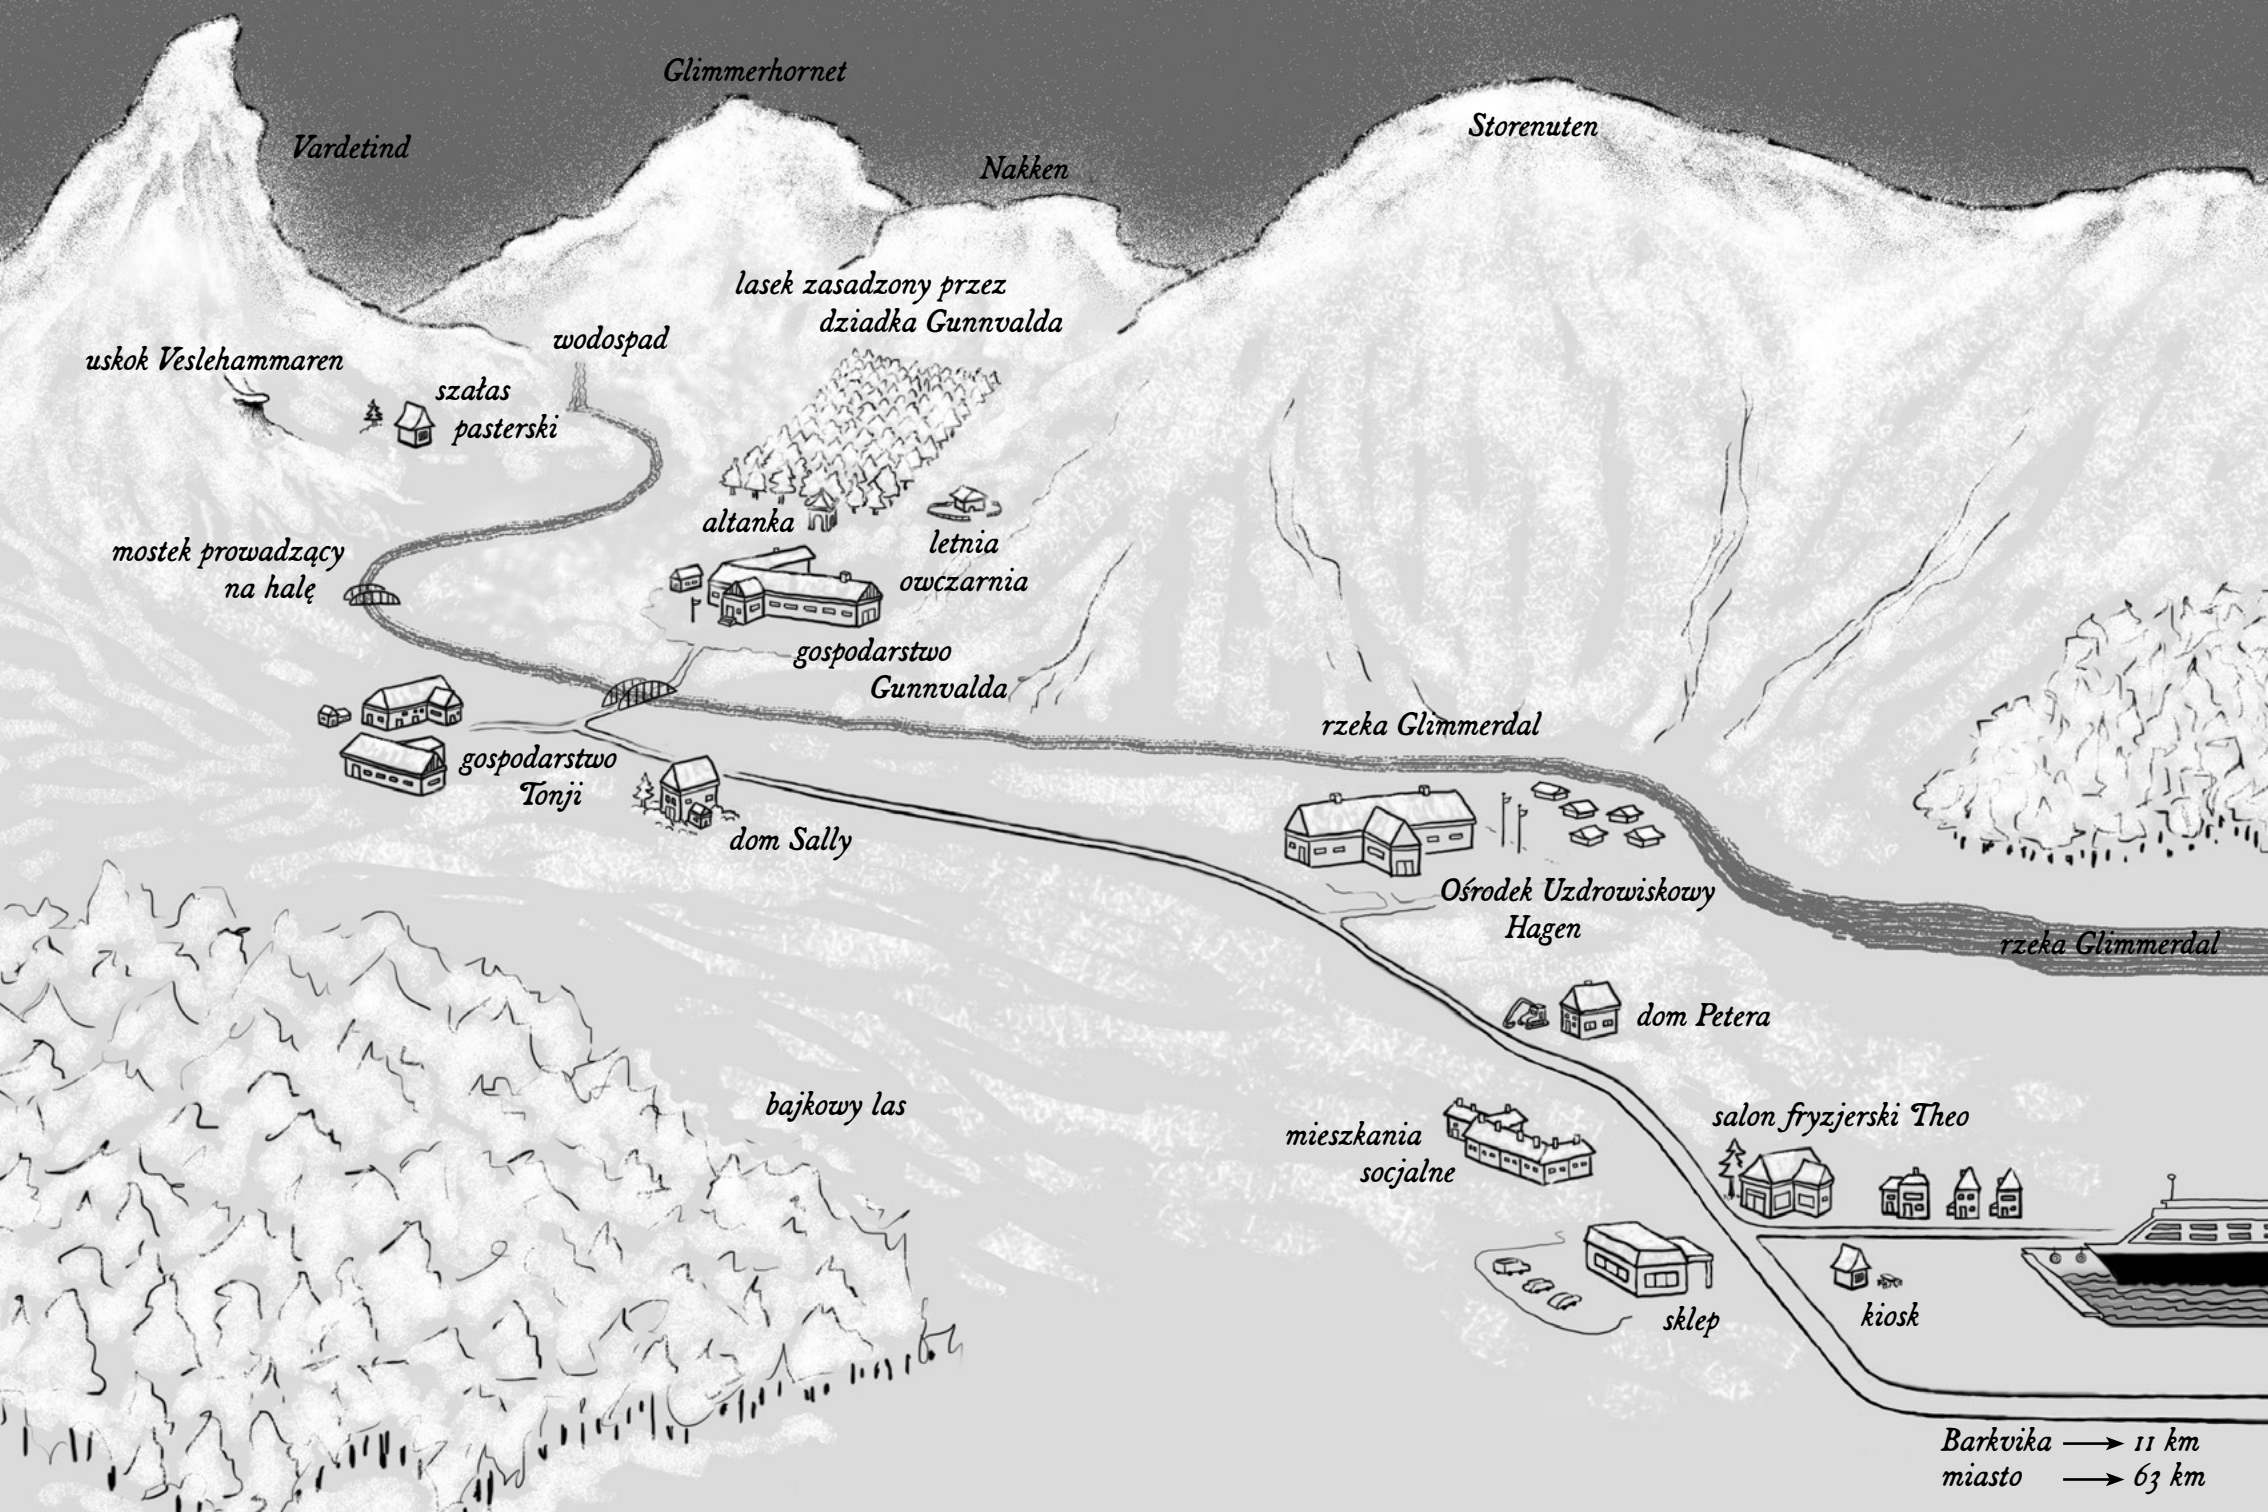 Glimmerhornet
Vardetind
Nakken
Storenuten
lasek zasadzony przez
dziadka Gunnvalda
wodospad
uskok Veslehammaren
szałas
pasterski
altanka
letnia
owczarnia
mostek prowadzący
na halę
gospodarstwo
Gunnvalda
rzeka Glimmerdal
gospodarstwo
Tonji
dom Sally
Ośrodek Uzdrowiskowy
Hagen
rzeka Glimmerdal
dom Petera
bajkowy las
mieszkania
socjalne
salon fryzjerski Theo
sklep
kiosk
Barkvika → 11 km
miasto → 63 km